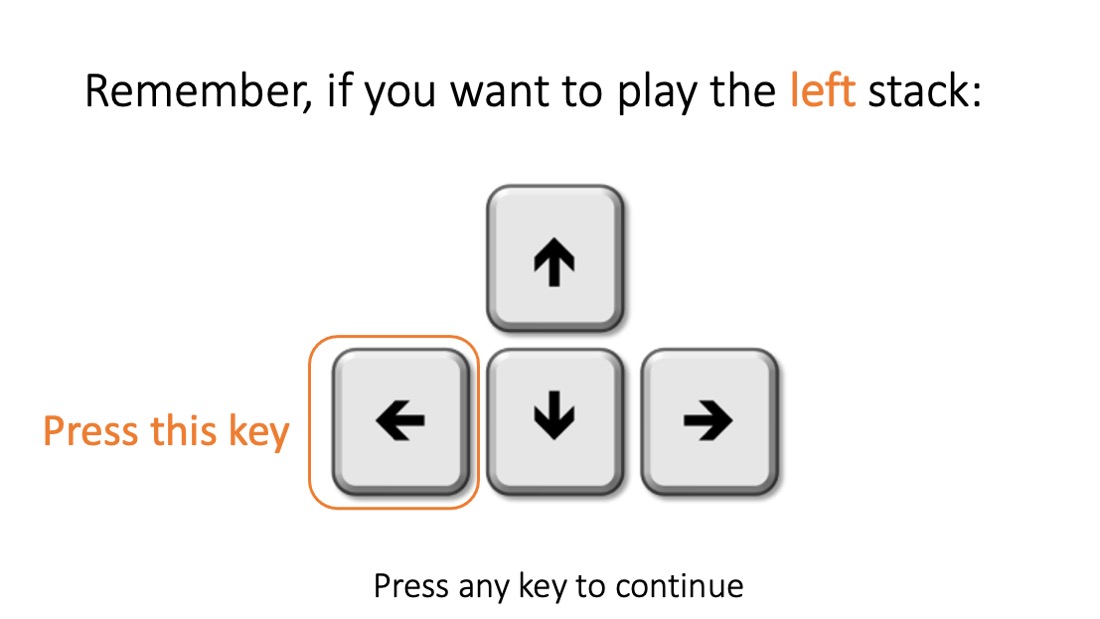 Remember, if you want to play the left stack:
Press this key
Press any key to continue